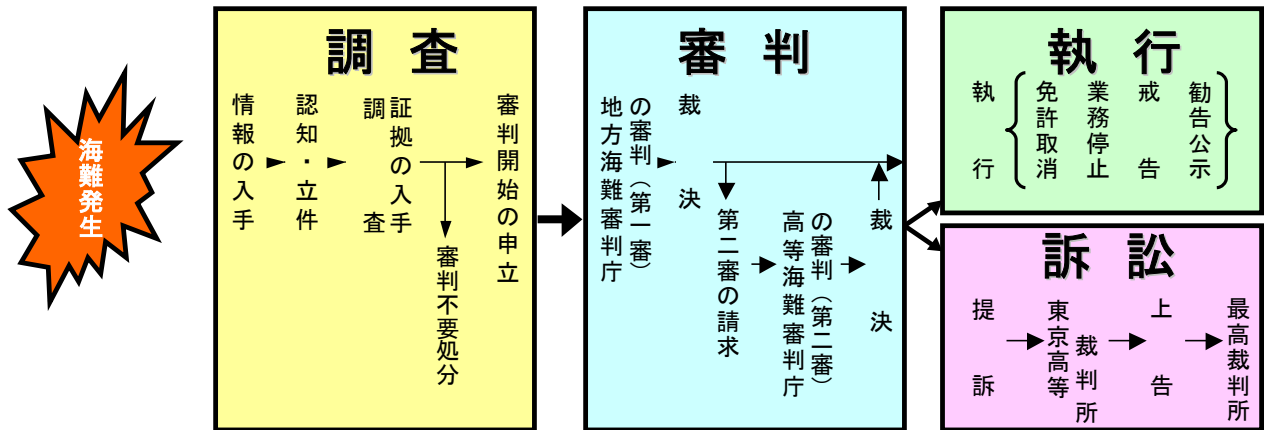 海難発生
調査
情報の入手
認知・立件
証拠の入手
調査
審判不要処分
審判開始の申立
審判
地方海難審判庁
の審判（第一審）
裁決
第二審の請求
高等海難審判庁
の審判（第二審）
裁決
執行
執行
免許取消
業務停止
戒告
勧告公示
訴訟
提訴
東京高等
裁判所
上告
最高裁判所